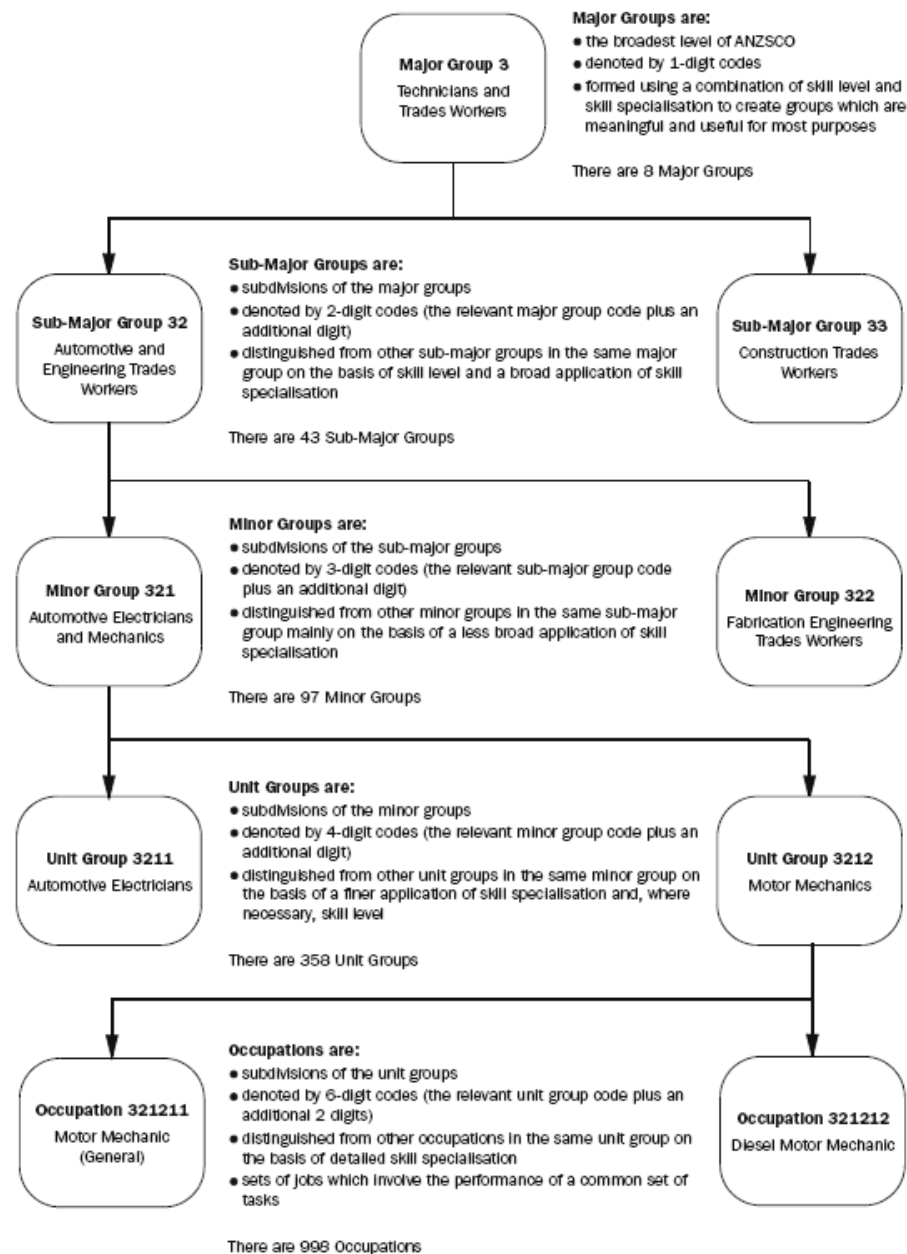 Major Group 3
Technicians and
Trades Workers
Major Groups are:
● the broadest level of ANZSCO
● denoted by 1-digit codes
● formed using a combination of skill level and
skill specialisation to create groups which are
meaningful and useful for most purposes
There are 8 Major Groups
Sub-Major Group 32
Automotive and
Engineering Trades
Workers
Sub-Major Groups are:
● subdivisions of the major groups
● denoted by 2-digit codes (the relevant major group code plus an
additional digit)
● distinguished from other sub-major groups in the same major
group on the basis of skill level and a broad application of skill
specialisation
There are 43 Sub-Major Groups
Sub-Major Group 33
Construction Trades
Workers
Minor Group 321
Automotive Electricians
and Mechanics
Minor Groups are:
● subdivisions of the sub-major groups
● denoted by 3-digit codes (the relevant sub-major group code
plus an additional digit)
● distinguished from other minor groups in the same sub-major
group mainly on the basis of a less broad application of skill
specialisation
There are 97 Minor Groups
Minor Group 322
Fabrication Engineering
Trades Workers
Unit Group 3211
Automotive Electricians
Unit Groups are:
● subdivisions of the minor groups
● denoted by 4-digit codes (the relevant minor group code plus an
additional digit)
● distinguished from other unit groups in the same minor group on
the basis of a finer application of skill specialisation and, where
necessary, skill level
There are 358 Unit Groups
Unit Group 3212
Motor Mechanics
Occupation 321211
Motor Mechanic
(General)
Occupations are:
● subdivisions of the unit groups
● denoted by 6-digit codes (the relevant unit group code plus an
additional 2 digits)
● distinguished from other occupations in the same unit group on
the basis of detailed skill specialisation
● sets of jobs which involve the performance of a common set of
tasks
There are 998 Occupations
Occupation 321212
Diesel Motor Mechanic